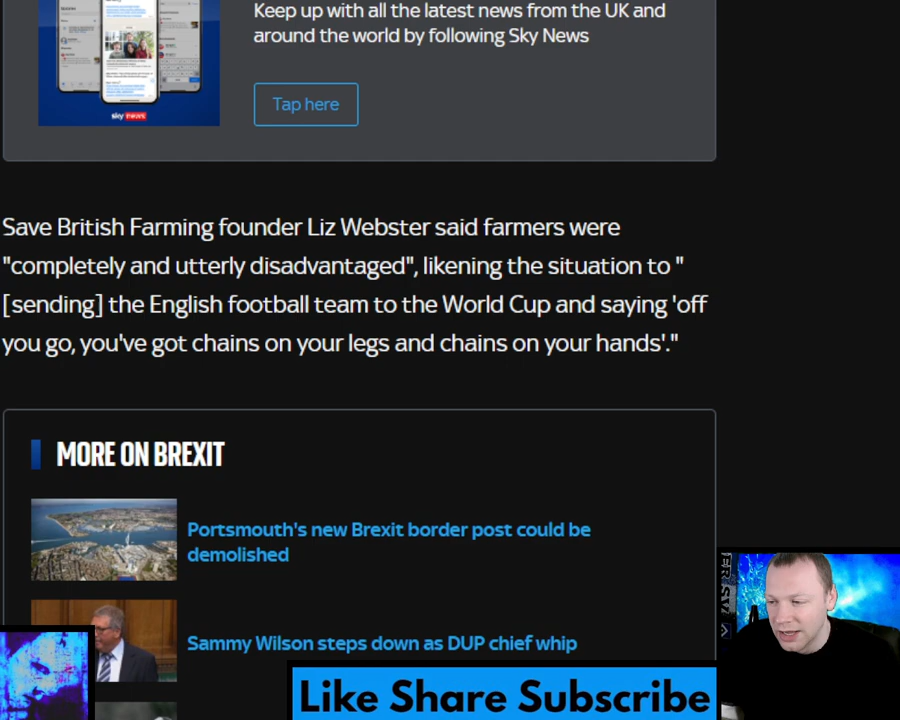 Keep up with all the latest news from the UK and
around the world by following Sky News
Tap here
sky news
Save British Farming founder Liz Webster said farmers were
"completely and utterly disadvantaged", likening the situation to "
[sending] the English football team to the World Cup and saying 'off
you go, you've got chains on your legs and chains on your hands'."
MORE ON BREXIT
Portsmouth's new Brexit border post could be
demolished
Sammy Wilson steps down as DUP chief whip
Like Share Subscribe